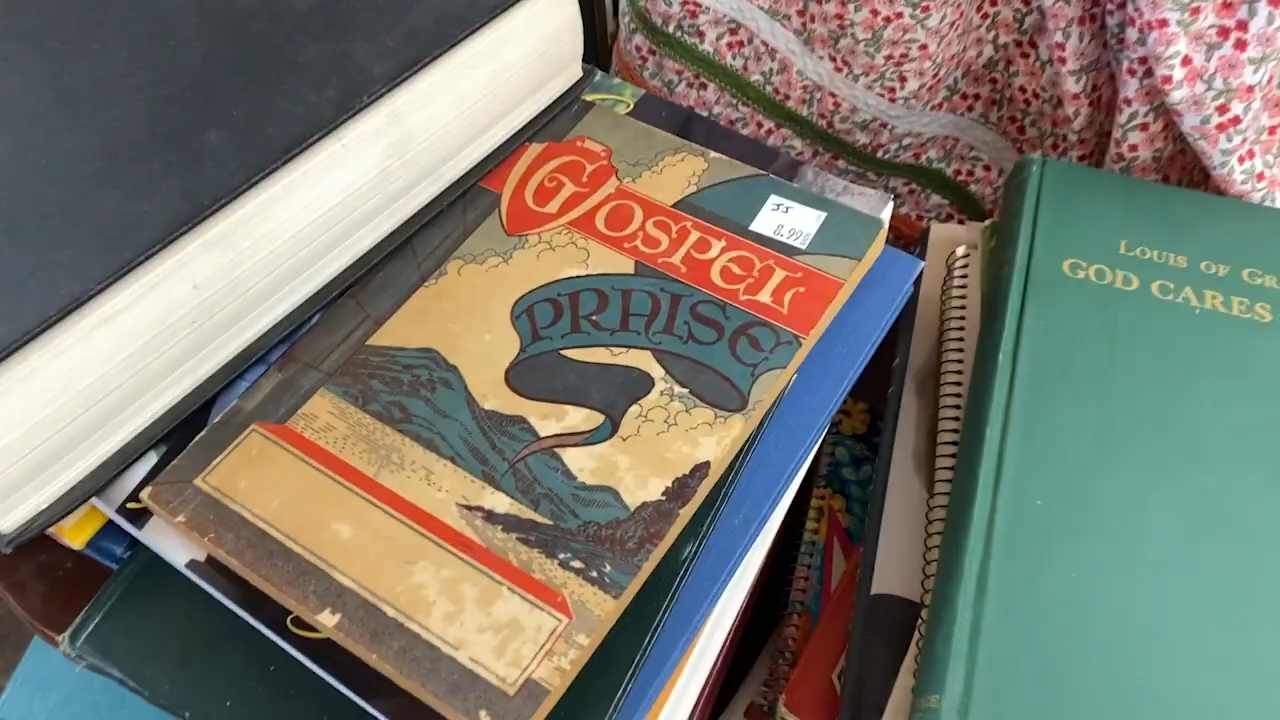 GOSPEL
PRAISE
JJ
8.99
LOUIS OF GR
GOD CARES